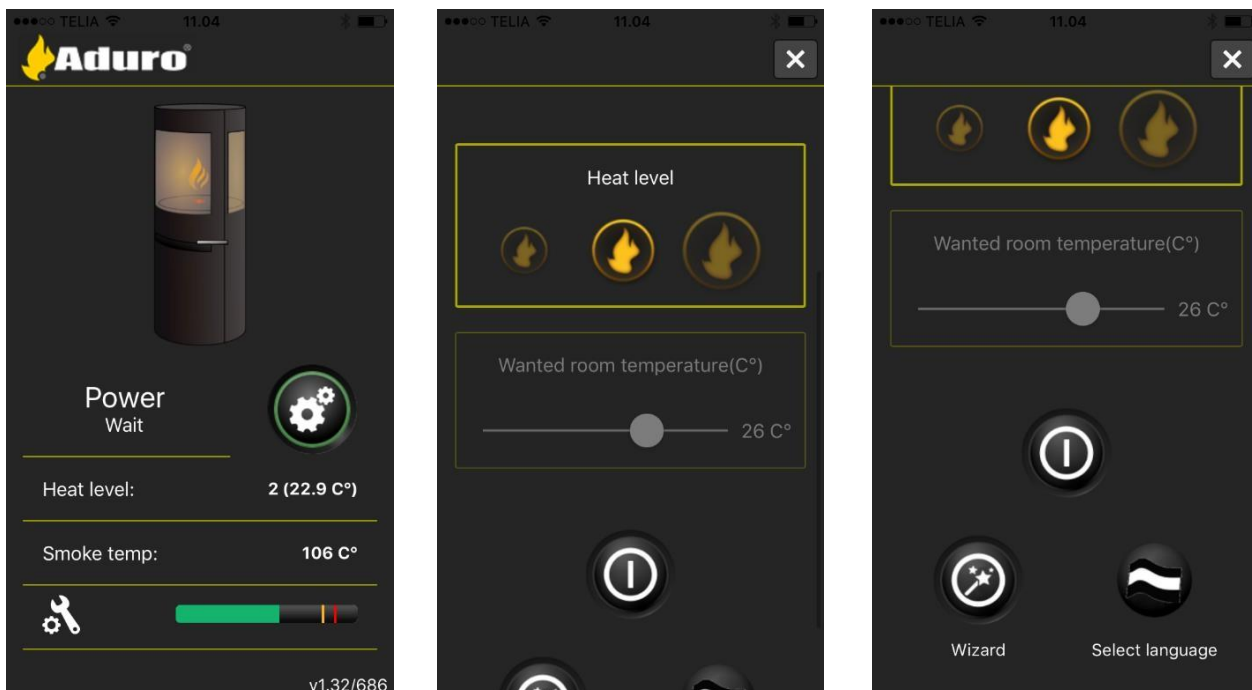 TELIA 11.04
Aduro®
Power
Wait
Heat level: 2 (22.9 C°)
Smoke temp: 106 C°
v1.32/686
TELIA 11.04
Heat level
Wanted room temperature(C°)
26 C°
TELIA 11.04
Wanted room temperature(C°)
26 C°
Wizard Select language